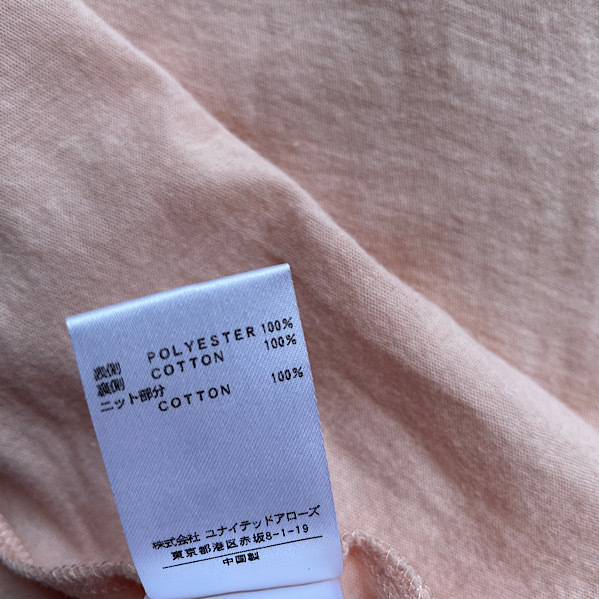 表側 POLYESTER 100%
裏側 COTTON 100%
ニット部分
COTTON 100%
株式会社 ユナイテッドアローズ
東京都港区赤坂8-1-19
中国製